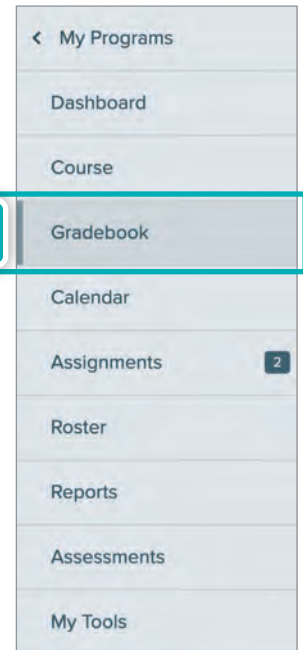 < My Programs
Dashboard
Course
Gradebook
Calendar
Assignments 2
Roster
Reports
Assessments
My Tools